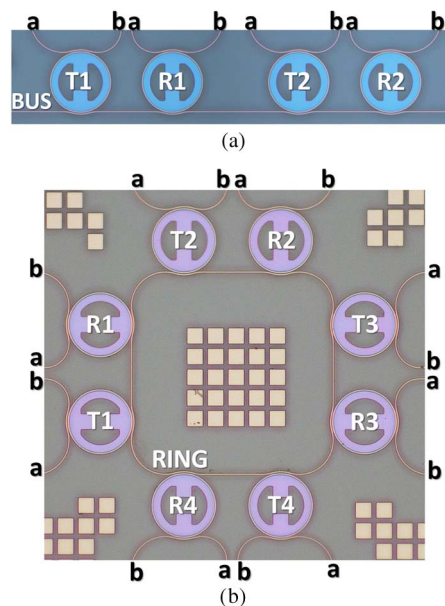 a b a b a b a b
T1 R1 T2 R2
BUS
(a)
a b a b
T2 R2
b a
R1 T3
a b
b a
T1 R3
a b
RING
R4 T4
b a b a
(b)